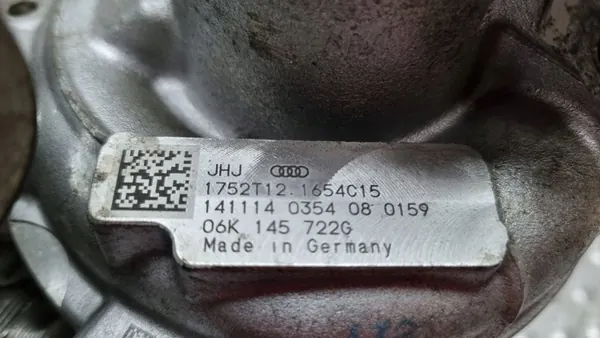 JHJ
1752T12.1654C15
141114 0354 08 0159
06K 145 722G
Made in Germany